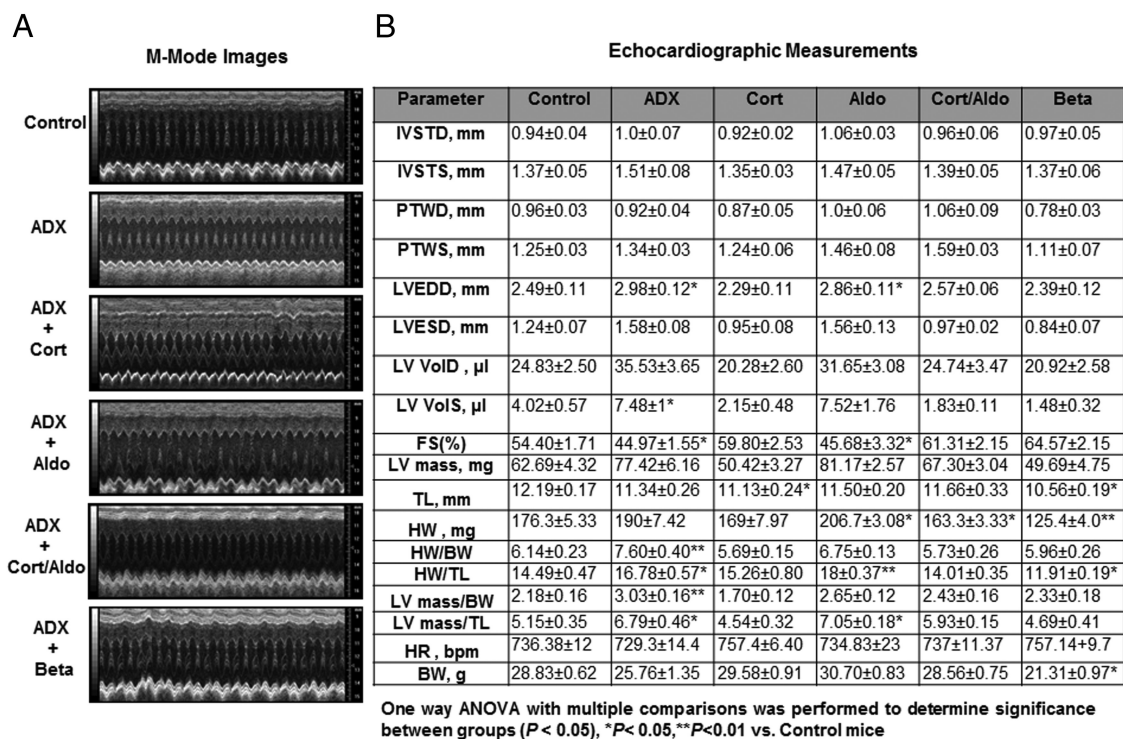 A
M-Mode Images
Control
ADX
ADX
+
Cort
ADX
+
Aldo
ADX
+
Cort/Aldo
ADX
+
Beta
B
Echocardiographic Measurements
Parameter Control ADX Cort Aldo Cort/Aldo Beta
IVSTD, mm 0.94±0.04 1.0±0.07 0.92±0.02 1.06±0.03 0.96±0.06 0.97±0.05
IVSTS, mm 1.37±0.05 1.51±0.08 1.35±0.03 1.47±0.05 1.39±0.05 1.37±0.06
PTWD, mm 0.96±0.03 0.92±0.04 0.87±0.05 1.0±0.06 1.06±0.09 0.78±0.03
PTWS, mm 1.25±0.03 1.34±0.03 1.24±0.06 1.46±0.08 1.59±0.03 1.11±0.07
LVEDD, mm 2.49±0.11 2.98±0.12* 2.29±0.11 2.86±0.11* 2.57±0.06 2.39±0.12
LVESD, mm 1.24±0.07 1.58±0.08 0.95±0.08 1.56±0.13 0.97±0.02 0.84±0.07
LV VolD , µl 24.83±2.50 35.53±3.65 20.28±2.60 31.65±3.08 24.74±3.47 20.92±2.58
LV VolS, µl 4.02±0.57 7.48±1* 2.15±0.48 7.52±1.76 1.83±0.11 1.48±0.32
FS(%) 54.40±1.71 44.97±1.55* 59.80±2.53 45.68±3.32* 61.31±2.15 64.57±2.15
LV mass, mg 62.69±4.32 77.42±6.16 50.42±3.27 81.17±2.57 67.30±3.04 49.69±4.75
TL, mm 12.19±0.17 11.34±0.26 11.13±0.24* 11.50±0.20 11.66±0.33 10.56±0.19*
HW , mg 176.3±5.33 190±7.42 169±7.97 206.7±3.08* 163.3±3.33* 125.4±4.0**
HW/BW 6.14±0.23 7.60±0.40** 5.69±0.15 6.75±0.13 5.73±0.26 5.96±0.26
HW/TL 14.49±0.47 16.78±0.57* 15.26±0.80 18±0.37** 14.01±0.35 11.91±0.19*
LV mass/BW 2.18±0.16 3.03±0.16** 1.70±0.12 2.65±0.12 2.43±0.16 2.33±0.18
LV mass/TL 5.15±0.35 6.79±0.46* 4.54±0.32 7.05±0.18* 5.93±0.15 4.69±0.41
HR , bpm 736.38±12 729.3±14.4 757.4±6.40 734.83±23 737±11.37 757.14+9.7
BW, g 28.83±0.62 25.76±1.35 29.58±0.91 30.70±0.83 28.56±0.75 21.31±0.97*
One way ANOVA with multiple comparisons was performed to determine significance
between groups (P < 0.05), *P< 0.05,**P<0.01 vs. Control mice